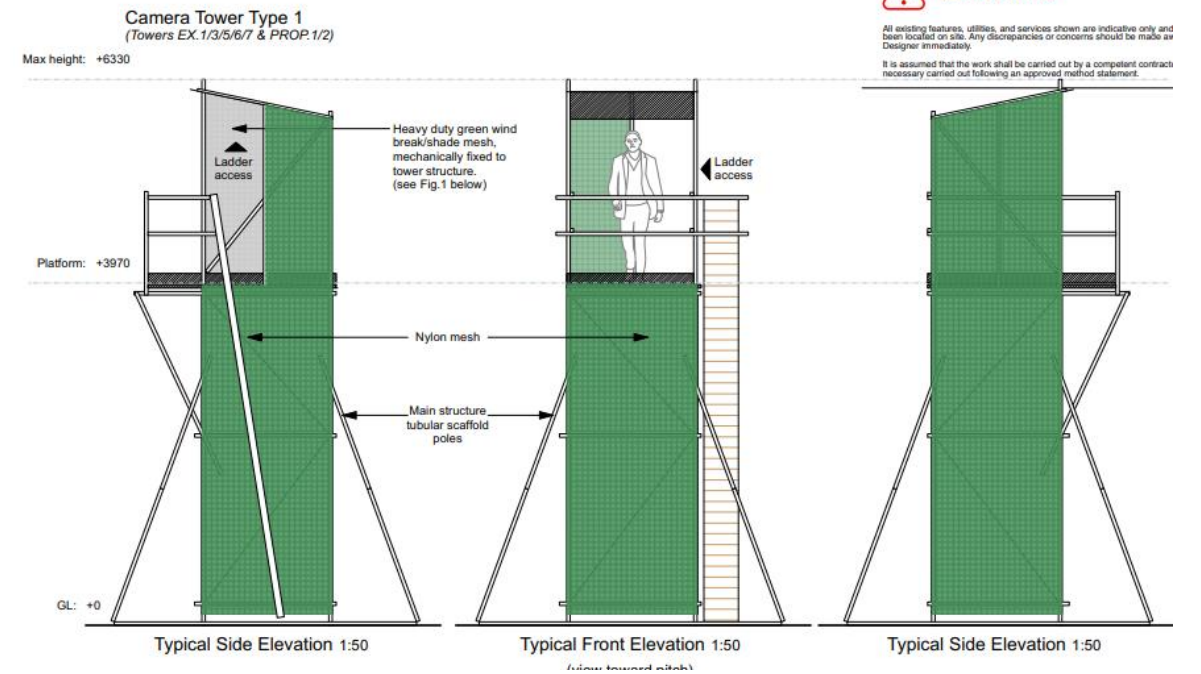 Camera Tower Type 1
(Towers EX.1/3/5/6/7 & PROP.1/2)
All existing features, utilities, and services shown are indicative only and
been located on site. Any discrepancies or concerns should be made aw
Designer immediately.
It is assumed that the work shall be carried out by a competent contract
necessary carried out following an approved method statement.
Max height: +6330
Heavy duty green wind
break/shade mesh,
mechanically fixed to
tower structure.
(see Fig.1 below)
Ladder
access
Ladder
access
Platform: +3970
Nylon mesh
Main structure
tubular scaffold
poles
GL: +0
Typical Side Elevation 1:50
Typical Front Elevation 1:50
(view toward pitch)
Typical Side Elevation 1:50